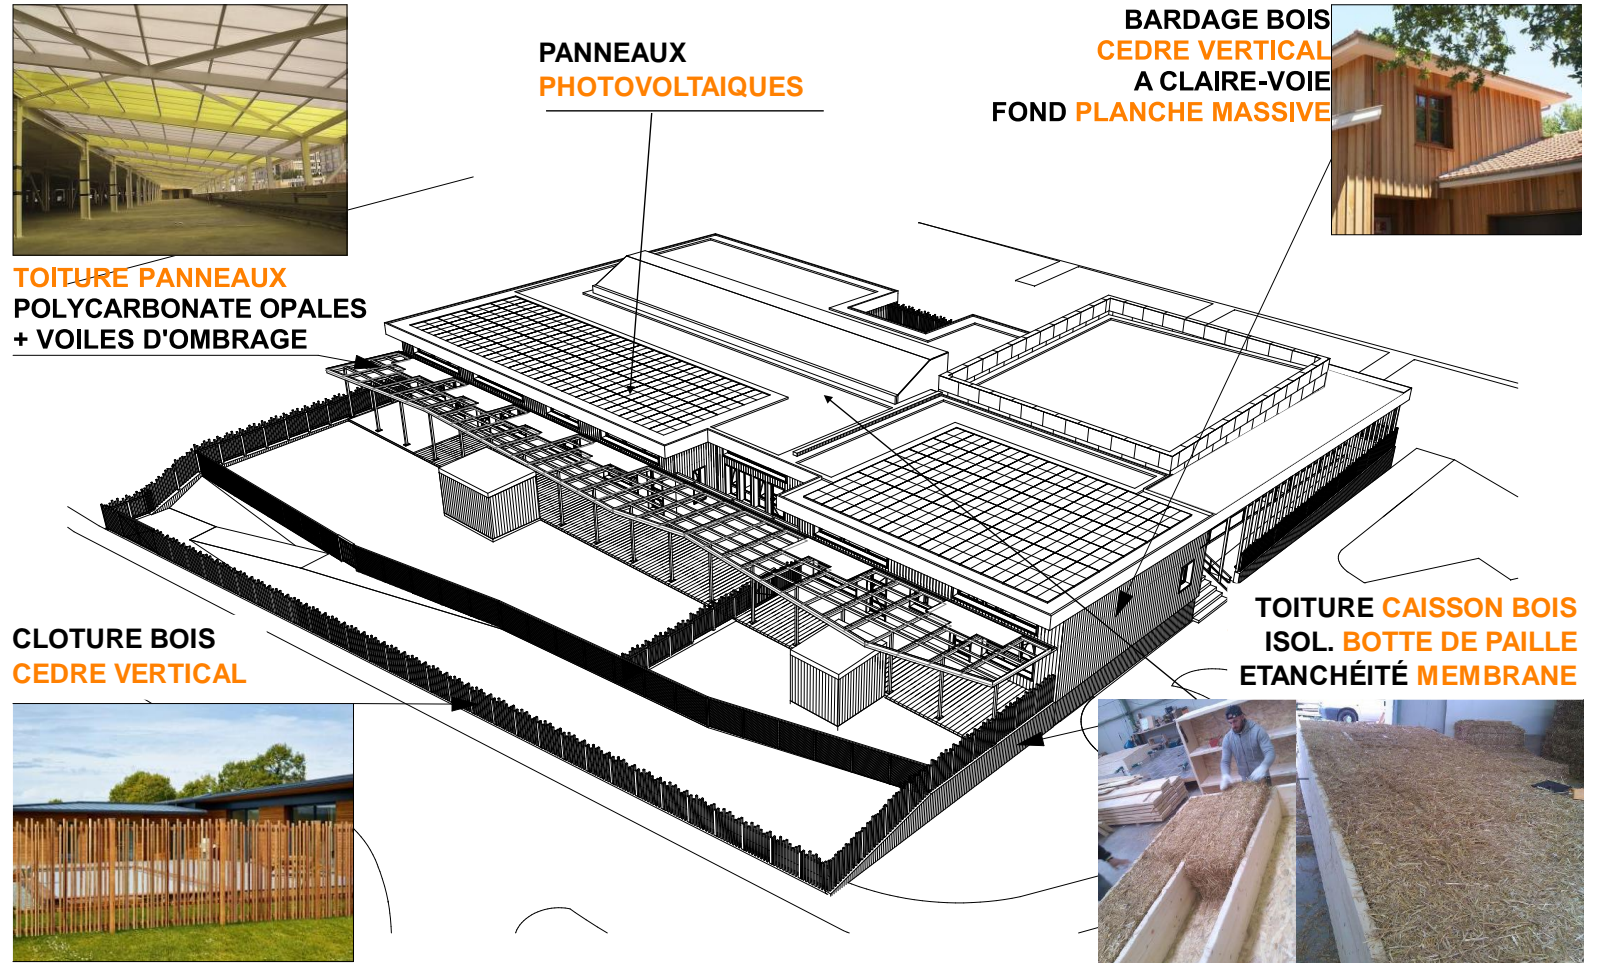 PANNEAUX
PHOTOVOLTAIQUES
BARDAGE BOIS
CEDRE VERTICAL
A CLAIRE-VOIE
FOND PLANCHE MASSIVE
TOITURE PANNEAUX
POLYCARBONATE OPALES
+ VOILES D'OMBRAGE
CLOTURE BOIS
CEDRE VERTICAL
TOITURE CAISSON BOIS
ISOL. BOTTE DE PAILLE
ETANCHÉITÉ MEMBRANE